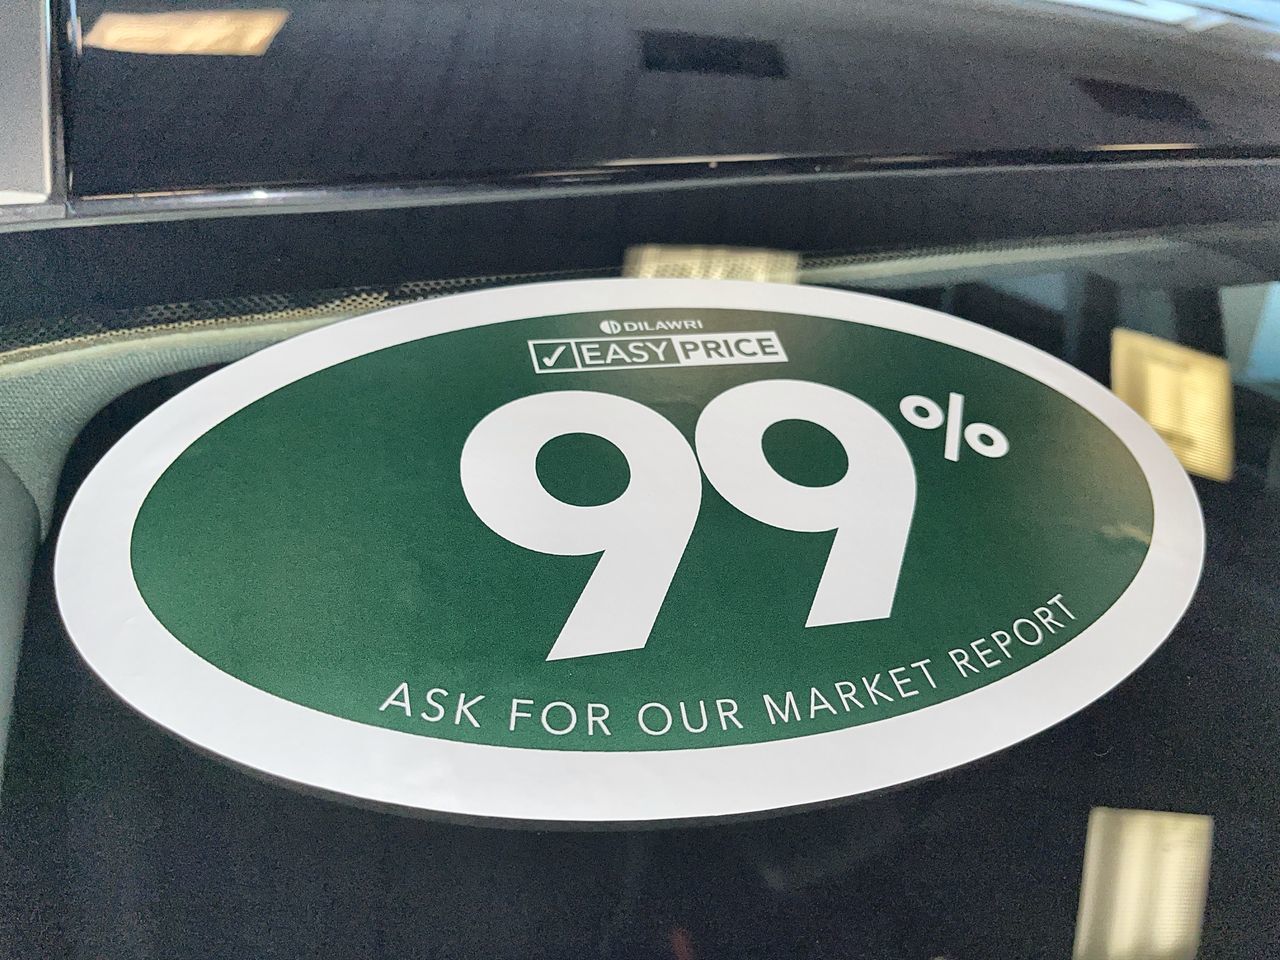 DILAWRI
EASY PRICE
99%
ASK FOR OUR MARKET REPORT